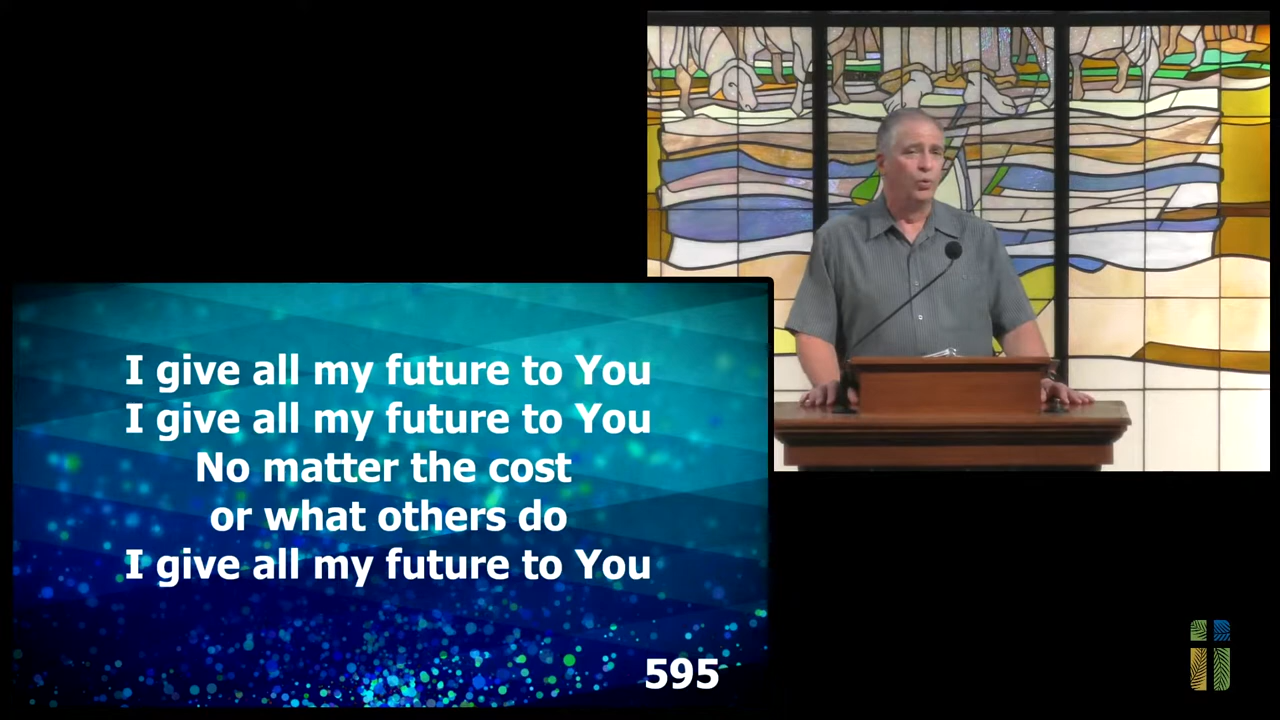 I give all my future to You
I give all my future to You
No matter the cost
or what others do
I give all my future to You
595